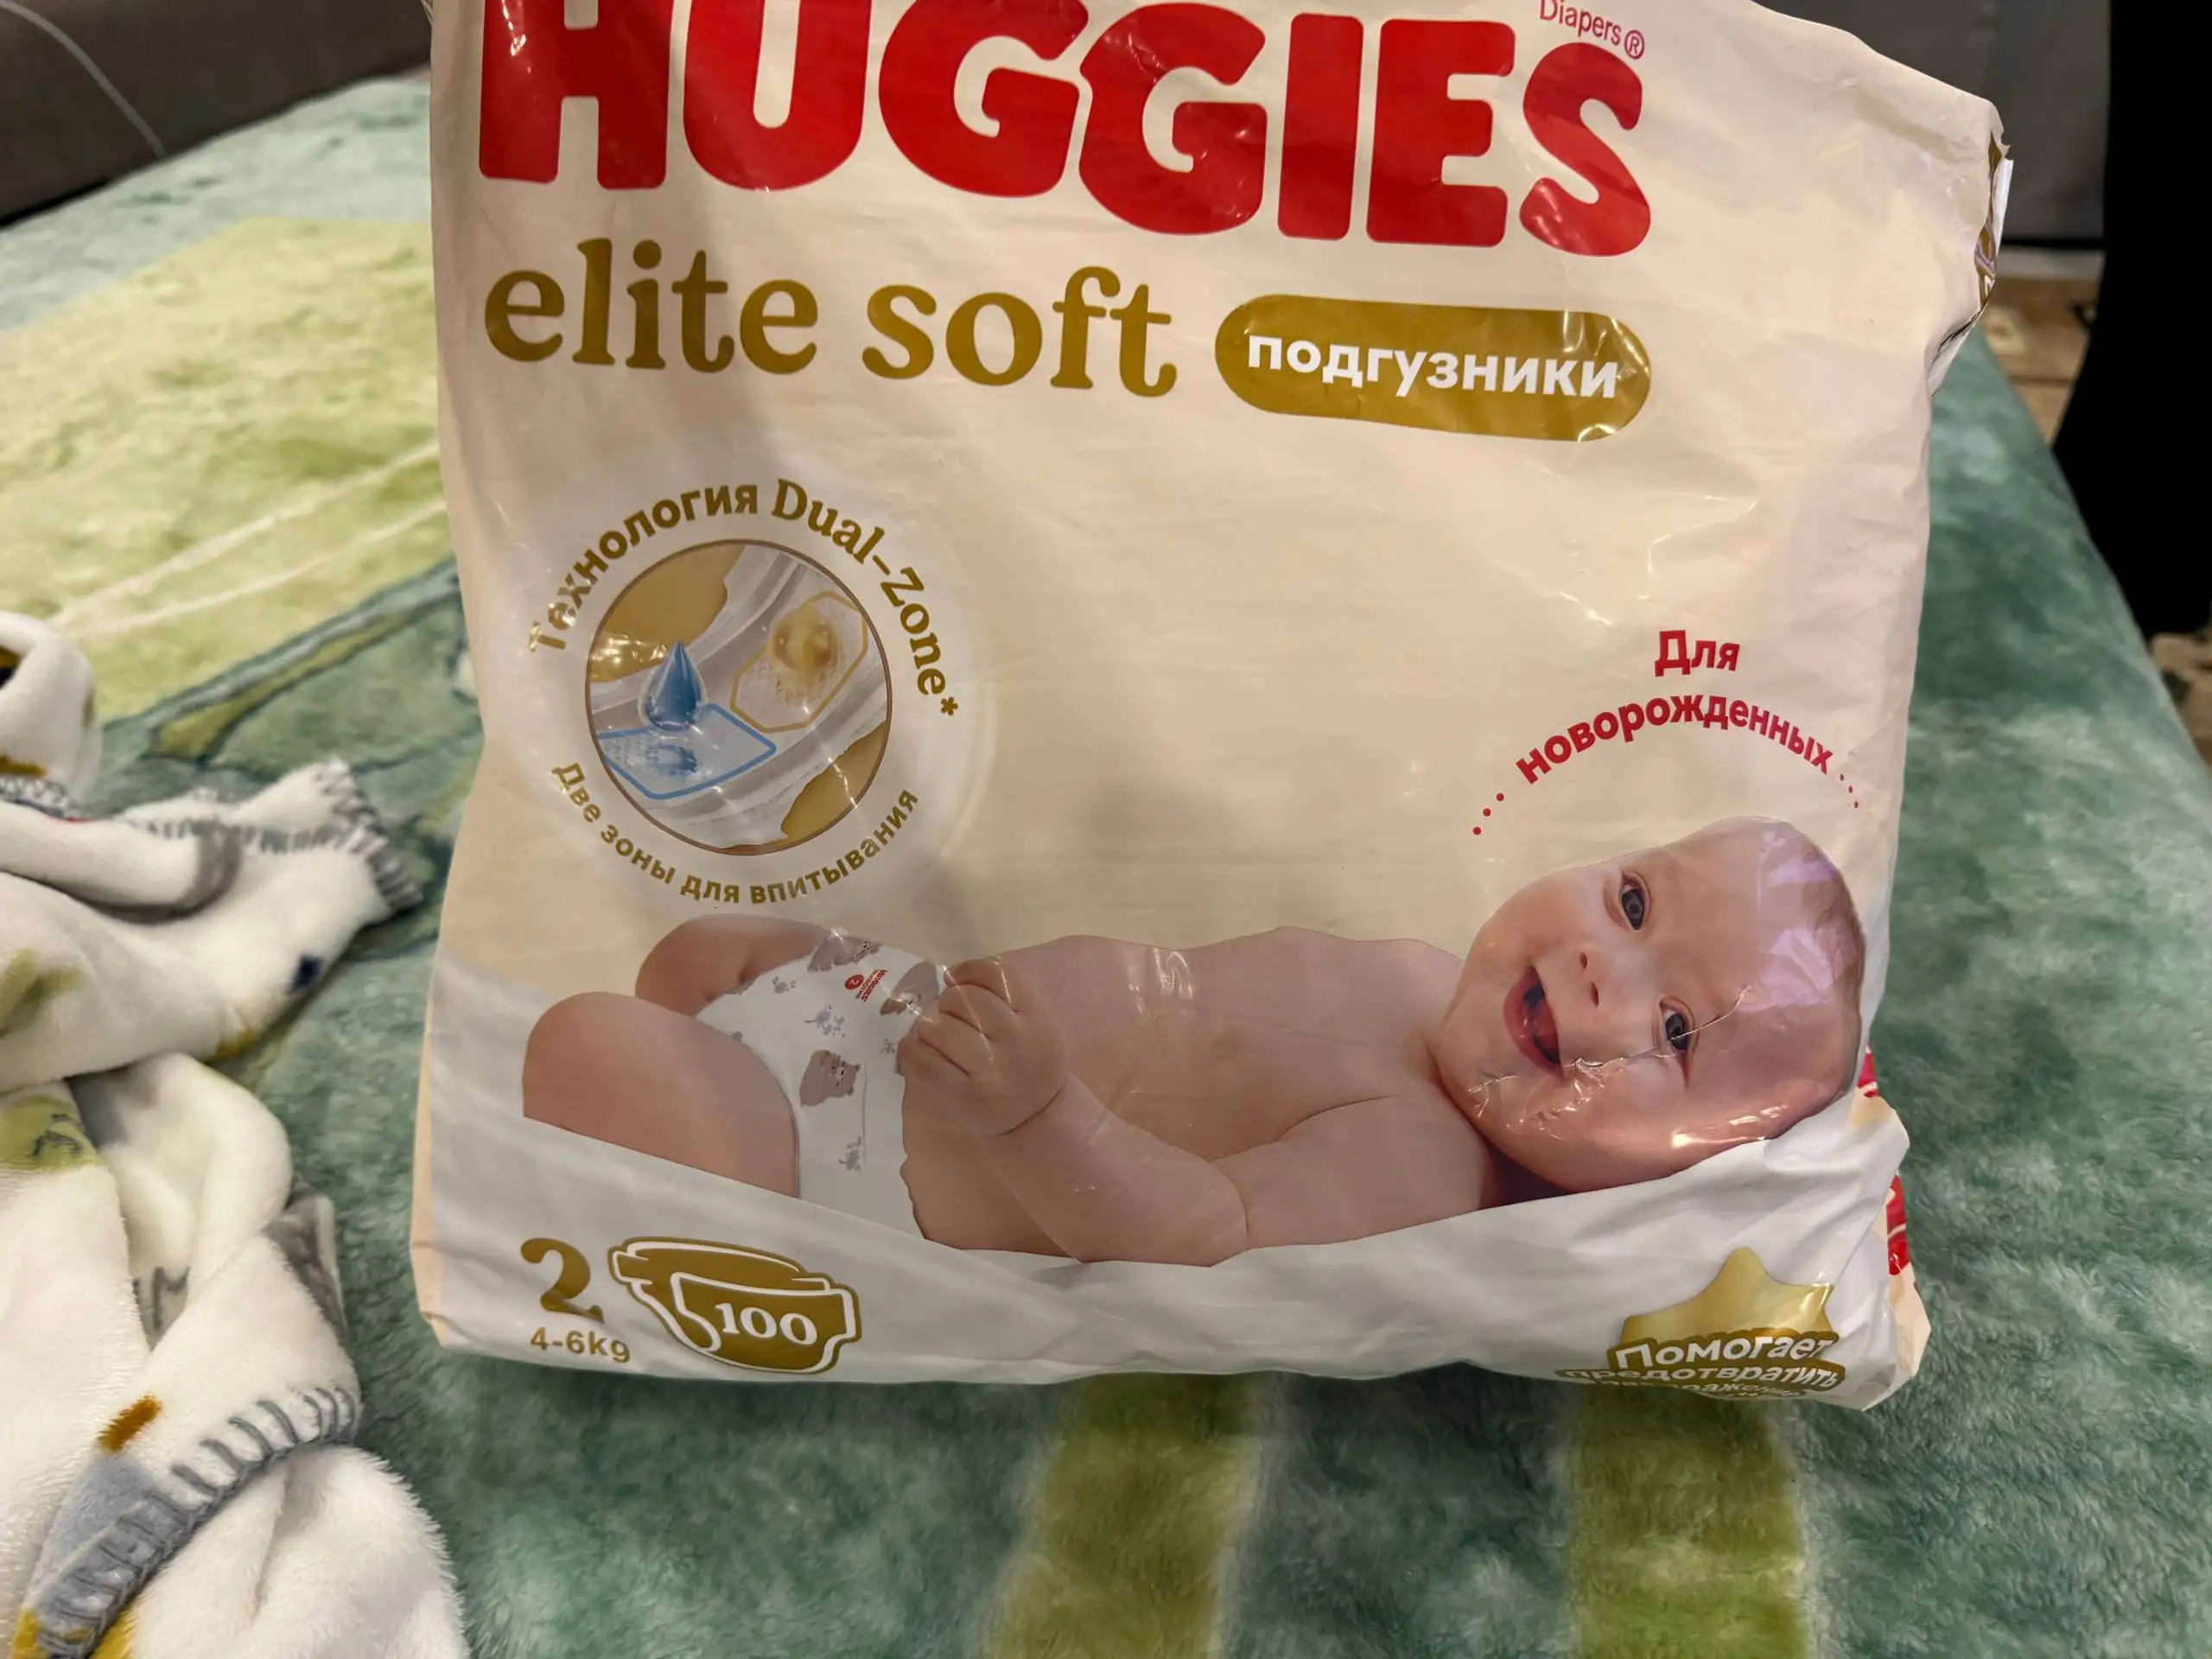 Diapers®
HUGGIES
elite soft
подгузники
Технология Dual-Zone*
Две зоны для впитывания
Для
новорожденных
2
4-6kg
100
Помогает
предотвратить